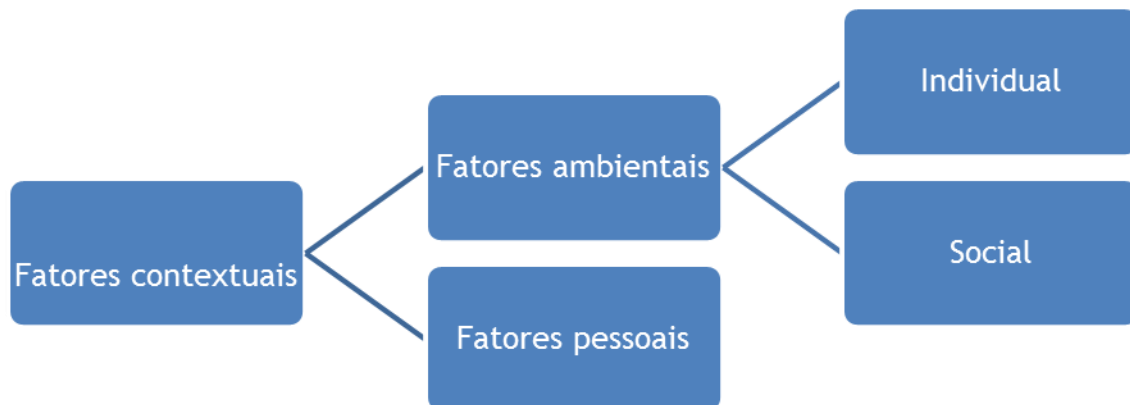 Fatores contextuais
Fatores ambientais
Fatores pessoais
Individual
Social